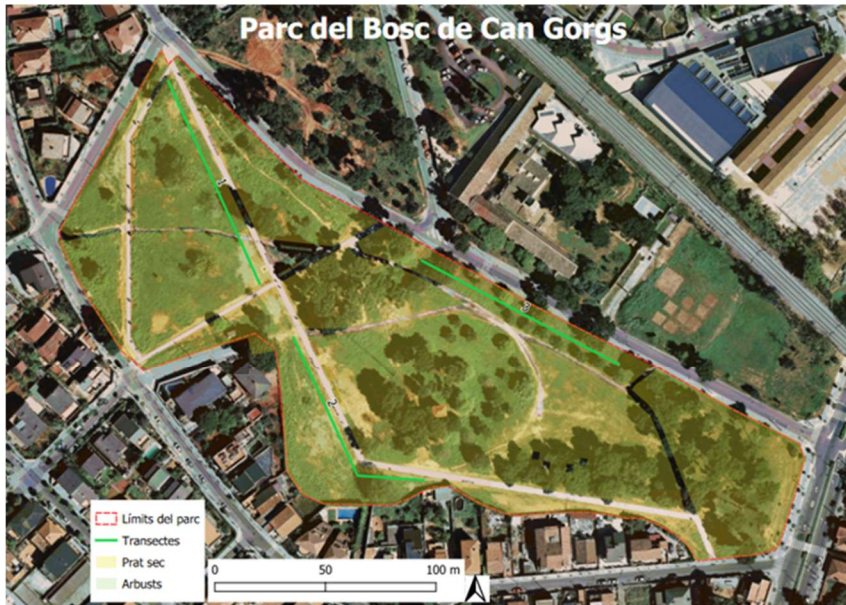 Parc del Bosc de Can Gorgs
1
3
2
Límits del parc
Transectes
Prat sec
Arbusts
0 50 100 m